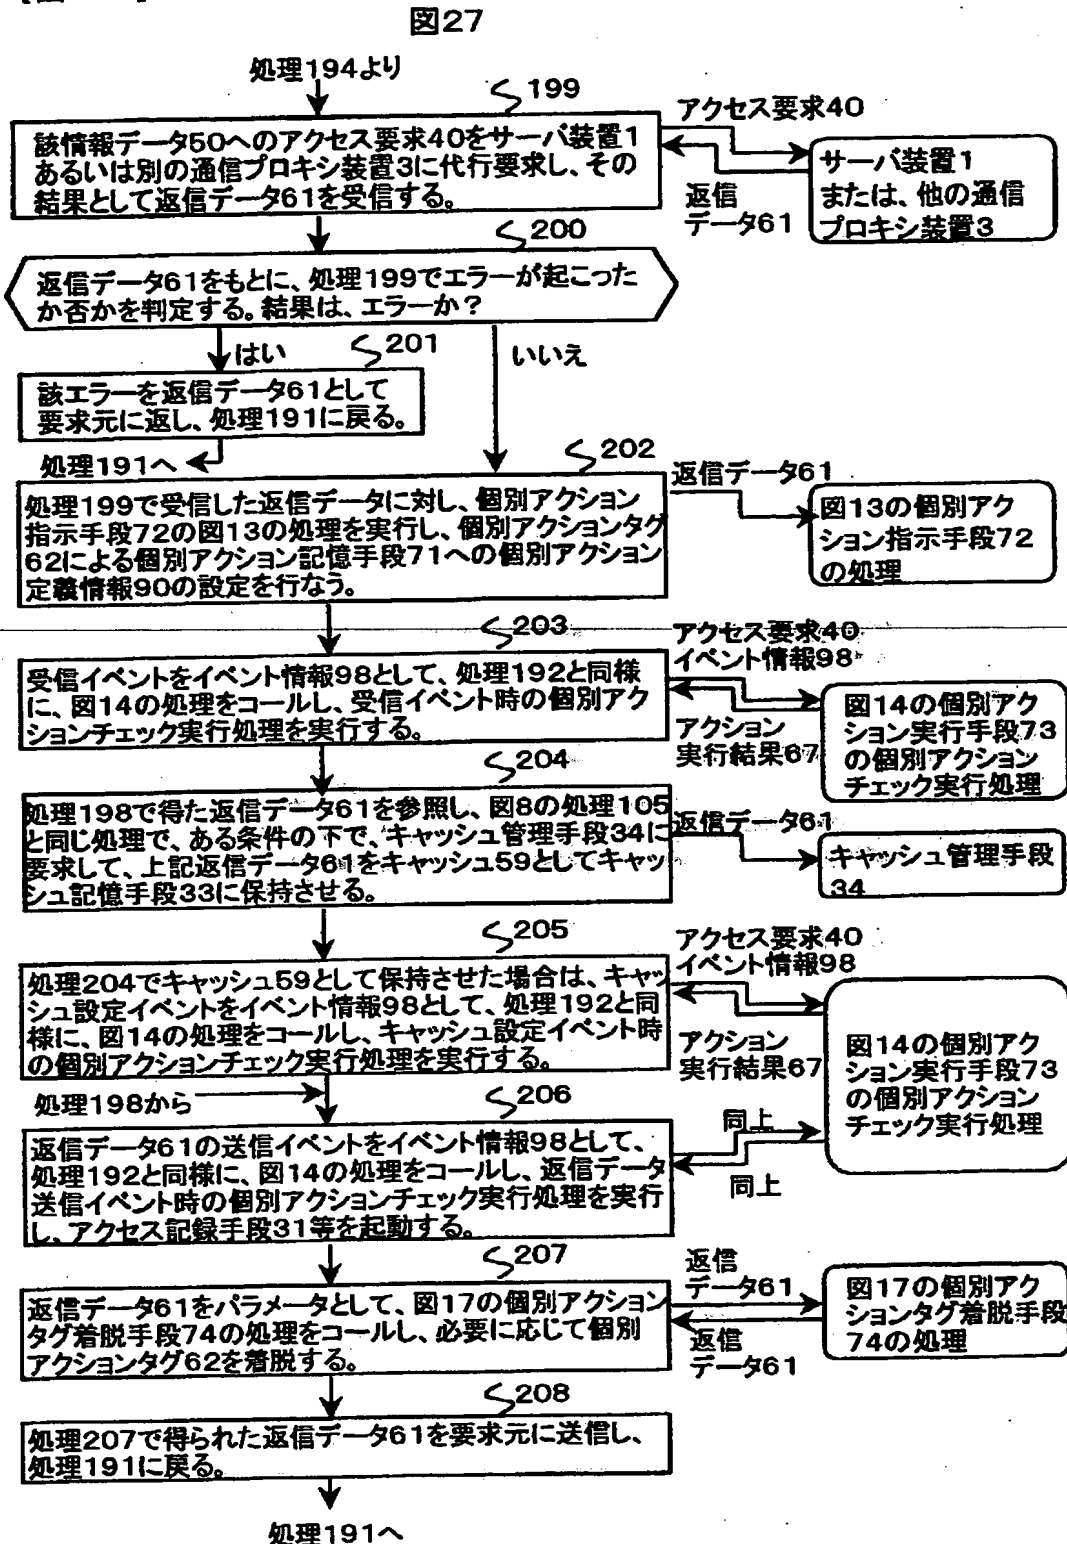 図27
処理194より
199
該情報データ50へのアクセス要求40をサーバ装置1
あるいは別の通信プロキシ装置3に代行要求し、その
結果として返信データ61を受信する。
アクセス要求40
返信
データ61
サーバ装置1
または、他の通信
プロキシ装置3
200
返信データ61をもとに、処理199でエラーが起こった
か否かを判定する。結果は、エラーか？
はい
いいえ
201
該エラーを返信データ61として
要求元に返し、処理191に戻る。
処理191へ
202
処理199で受信した返信データに対し、個別アクション
指示手段72の図13の処理を実行し、個別アクションタグ
62による個別アクション記憶手段71への個別アクション
定義情報90の設定を行なう。
返信データ61
図13の個別アク
ション指示手段72
の処理
203
受信イベントをイベント情報98として、処理192と同様
に、図14の処理をコールし、受信イベント時の個別アク
ションチェック実行処理を実行する。
アクセス要求40
イベント情報98
アクション
実行結果67
図14の個別アク
ション実行手段73
の個別アクション
チェック実行処理
204
処理198で得た返信データ61を参照し、図8の処理105
と同じ処理で、ある条件の下で、キャッシュ管理手段34に
要求して、上記返信データ61をキャッシュ59としてキャッ
シュ記憶手段33に保持させる。
返信データ61
キャッシュ管理手段
34
205
処理204でキャッシュ59として保持させた場合は、キャッ
シュ設定イベントをイベント情報98として、処理192と同
様に、図14の処理をコールし、キャッシュ設定イベント時
の個別アクションチェック実行処理を実行する。
アクセス要求40
イベント情報98
アクション
実行結果67
図14の個別アク
ション実行手段73
の個別アクション
チェック実行処理
処理198から
206
返信データ61の送信イベントをイベント情報98として、
処理192と同様に、図14の処理をコールし、返信データ
送信イベント時の個別アクションチェック実行処理を実行
し、アクセス記録手段31等を起動する。
同上
同上
207
返信データ61をパラメータとして、図17の個別アクション
タグ着脱手段74の処理をコールし、必要に応じて個別
アクションタグ62を着脱する。
返信
データ61
返信
データ61
図17の個別アク
ションタグ着脱手段
74の処理
208
処理207で得られた返信データ61を要求元に送信し、
処理191に戻る。
処理191へ